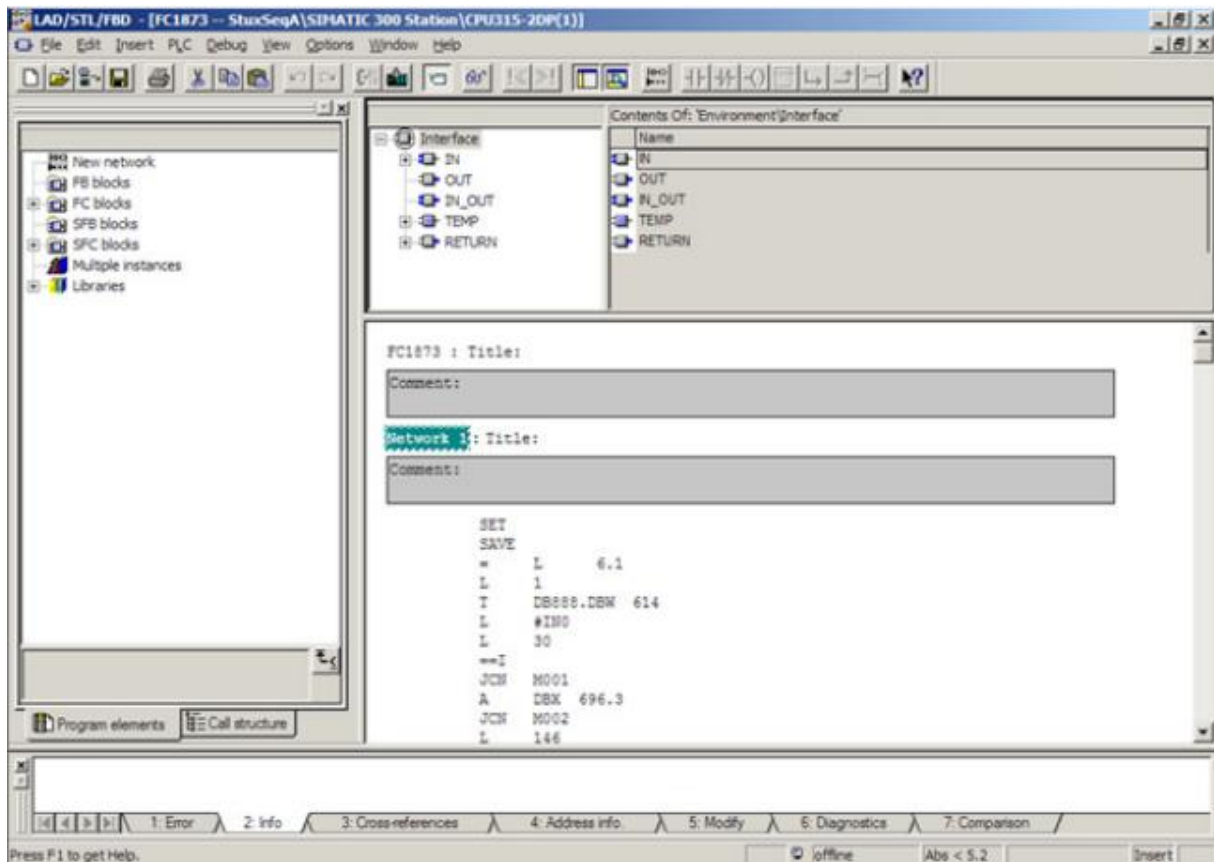 LAD/STL/FBD - [FC1873 -- StuxSeqA\SIMATIC 300 Station\CPU315-2DP(1)]
File Edit Insert PLC Debug View Options Window Help
New network
FB blocks
FC blocks
SFB blocks
SFC blocks
Multiple instances
Libraries
Program elements Call structure
Interface
IN
OUT
IN_OUT
TEMP
RETURN
Contents Of: 'Environment\Interface'
Name
IN
OUT
IN_OUT
TEMP
RETURN
FC1873 : Title:
Comment:
Network 1: Title:
Comment:
SET
SAVE
= L 6.1
L 1
T DB888.DBW 614
L #IN0
L 30
==I
JCN M001
A DBX 696.3
JCN M002
L 146
1: Error 2: Info 3: Cross-references 4: Address info. 5: Modify 6: Diagnostics 7: Comparison
Press F1 to get Help. offline Abs < 5.2 Insert